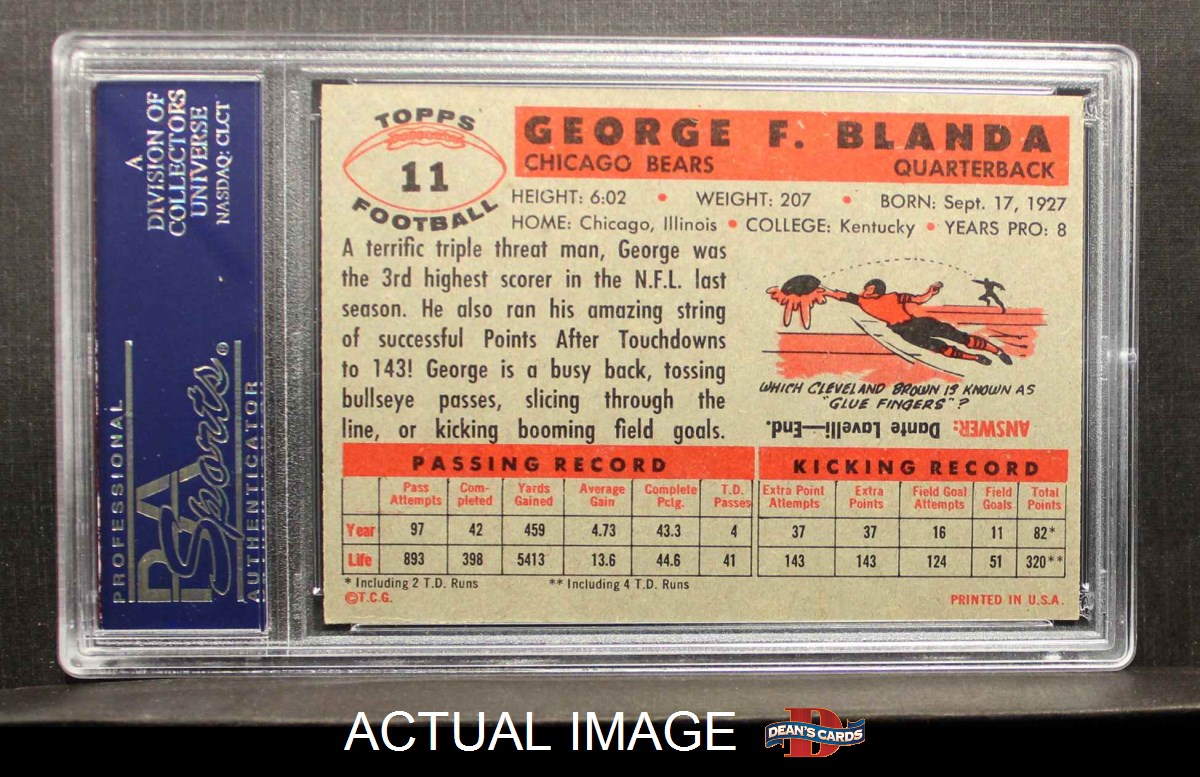 A
DIVISION OF
COLLECTORS
UNIVERSE
NASDAQ: CLCT
PROFESSIONAL
PSA
Sports®
AUTHENTICATOR
TOPPS
11
FOOTBALL
GEORGE F. BLANDA
CHICAGO BEARS QUARTERBACK
HEIGHT: 6:02 • WEIGHT: 207 • BORN: Sept. 17, 1927
HOME: Chicago, Illinois • COLLEGE: Kentucky • YEARS PRO: 8
A terrific triple threat man, George was
the 3rd highest scorer in the N.F.L. last
season. He also ran his amazing string
of successful Points After Touchdowns
to 143! George is a busy back, tossing
bullseye passes, slicing through the
line, or kicking booming field goals.
WHICH CLEVELAND BROWN IS KNOWN AS
"GLUE FINGERS"?
ANSWER: Dante Lavelli—End.
PASSING RECORD
Pass Com- Yards Average Complete T.D.
Attempts pleted Gained Gain Pctg. Passes
Year 97 42 459 4.73 43.3 4
Life 893 398 5413 13.6 44.6 41
KICKING RECORD
Extra Point Extra Field Goal Field Total
Attempts Points Attempts Goals Points
37 37 16 11 82*
143 143 124 51 320**
* Including 2 T.D. Runs ** Including 4 T.D. Runs
©T.C.G. PRINTED IN U.S.A.
ACTUAL IMAGE
D
DEAN'S CARDS